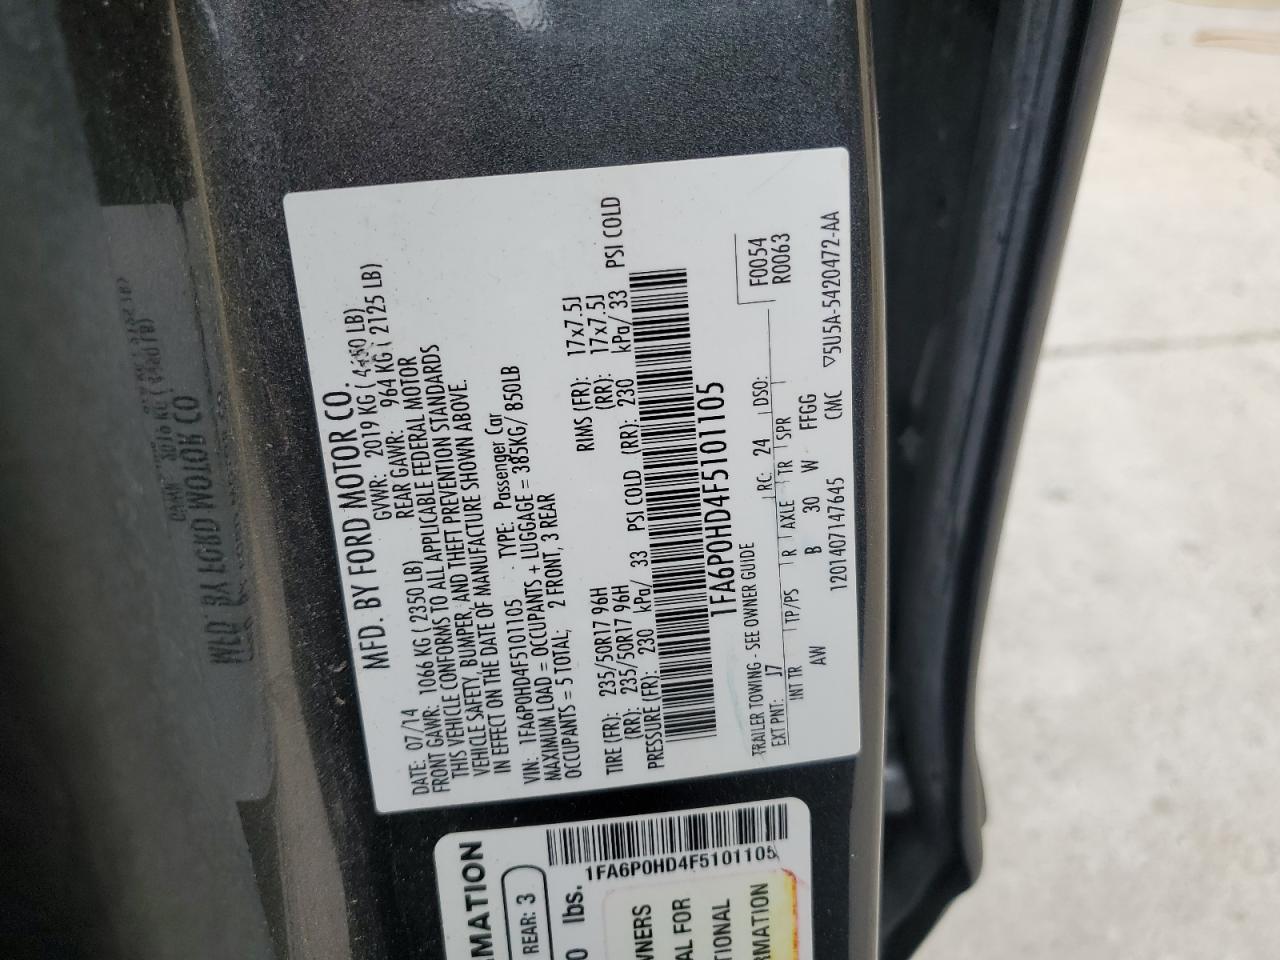 MFD. BY FORD MOTOR CO.
DATE: 07/14 GVWR: 2019 KG ( 4450 LB)
FRONT GAWR: 1066 KG ( 2350 LB) REAR GAWR: 964 KG ( 2125 LB)
THIS VEHICLE CONFORMS TO ALL APPLICABLE FEDERAL MOTOR
VEHICLE SAFETY, BUMPER, AND THEFT PREVENTION STANDARDS
IN EFFECT ON THE DATE OF MANUFACTURE SHOWN ABOVE.
VIN: 1FA6P0HD4F5101105 TYPE: Passenger Car
MAXIMUM LOAD = OCCUPANTS + LUGGAGE = 385KG/ 850LB
OCCUPANTS = 5 TOTAL; 2 FRONT, 3 REAR
TIRE (FR): 235/50R17 96H RIMS (FR): 17x7.5J
(RR): 235/50R17 96H (RR): 17x7.5J
PRESSURE (FR): 230 kPa/ 33 PSI COLD (RR): 230 kPa/ 33 PSI COLD
1FA6P0HD4F5101105
TRAILER TOWING - SEE OWNER GUIDE F0054
EXT PNT: J7 RC: 24 DSO: R0063
INT TR TP/PS R AXLE TR SPR
AW B 30 W FFGG
1201407147645 CMC ▽5U5A-5420472-AA
RMATION
REAR: 3
0 lbs.
1FA6P0HD4F5101105
WNERS
AL FOR
TIONAL
RMATION